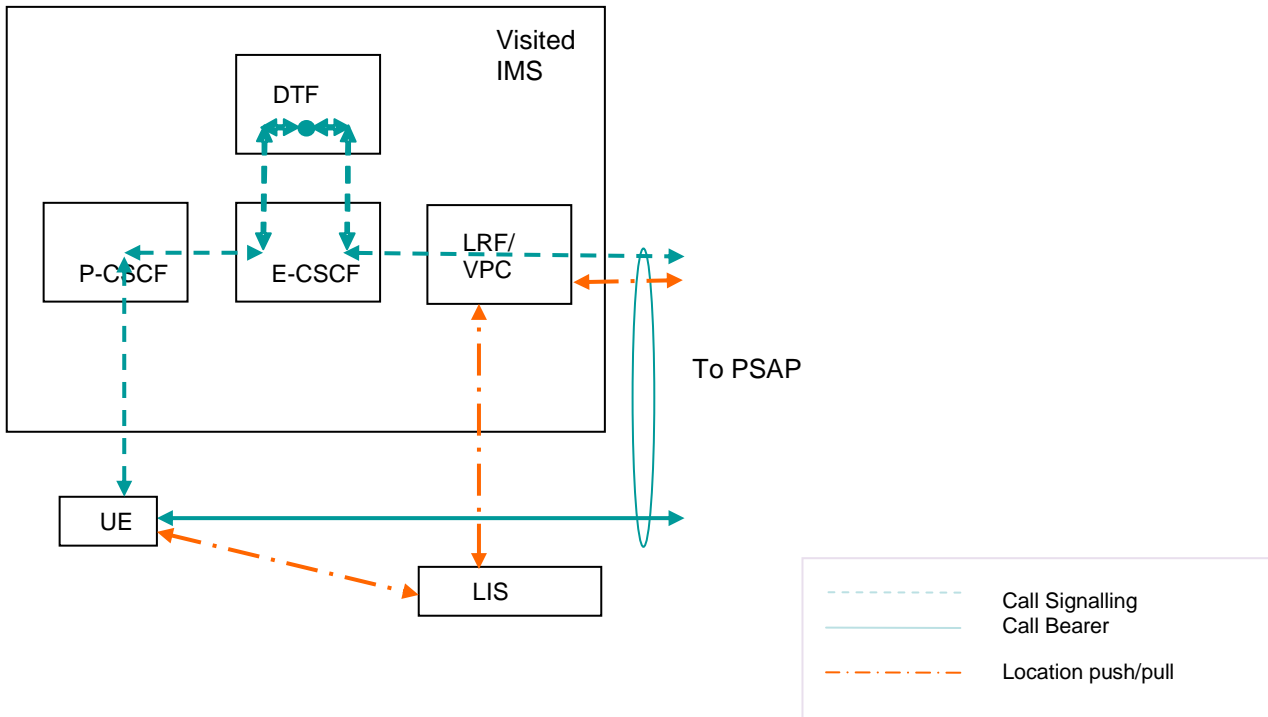 Visited
IMS
DTF
LRF/
VPC
P-CSCF
E-CSCF
To PSAP
UE
LIS
Call Signalling
Call Bearer
Location push/pull